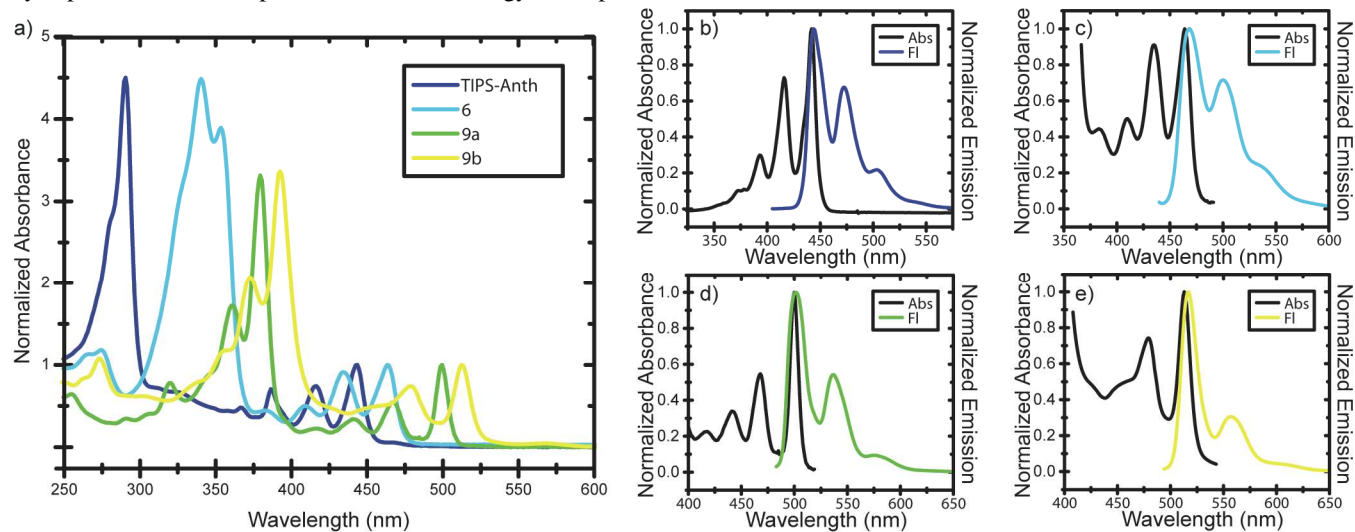 a)
Normalized Absorbance
5
4
3
2
1
TIPS-Anth
6
9a
9b
250 300 350 400 450 500 550 600
Wavelength (nm)
b)
Normalized Absorbance
1.0
0.8
0.6
0.4
0.2
0.0
Abs
Fl
Normalized Emission
350 400 450 500 550
Wavelength (nm)
c)
Normalized Absorbance
1.0
0.8
0.6
0.4
0.2
0.0
Abs
Fl
Normalized Emission
350 400 450 500 550 600
Wavelength (nm)
d)
Normalized Absorbance
1.0
0.8
0.6
0.4
0.2
0.0
Abs
Fl
Normalized Emission
400 450 500 550 600 650
Wavelength (nm)
e)
Normalized Absorbance
1.0
0.8
0.6
0.4
0.2
0.0
Abs
Fl
Normalized Emission
400 450 500 550 600 650
Wavelength (nm)